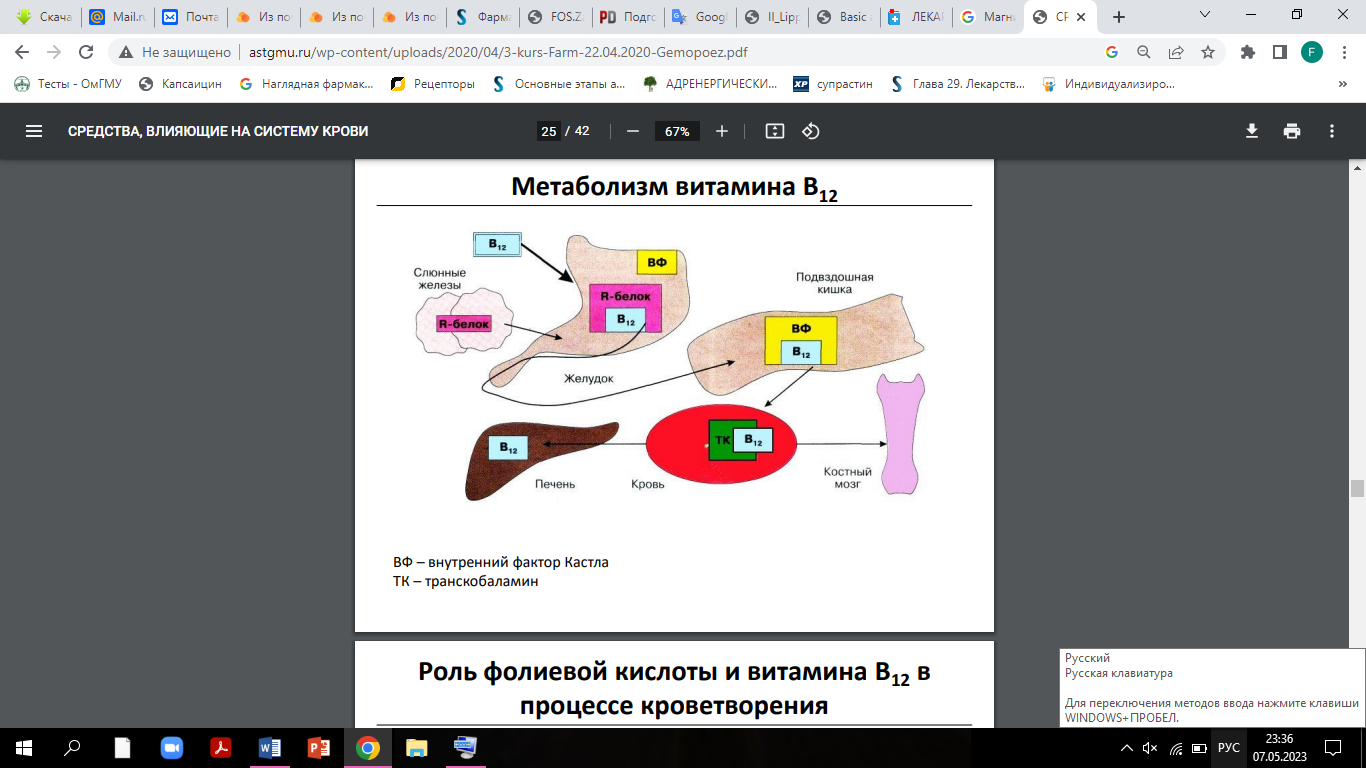 Скача
Mail.ru
Почта
Из по
Из по
Из по
Фарма
FOS.Z
Подго
Googl
II_Lipp
Basic
ЛЕКАР
Магни
СР
Не защищено | astgmu.ru/wp-content/uploads/2020/04/3-kurs-Farm-22.04.2020-Gemopoez.pdf
F
Тесты - ОмГМУ
Капсаицин
Наглядная фармак...
Рецепторы
Основные этапы а...
АДРЕНЕРГИЧЕСКИ...
ХР супрастин
Глава 29. Лекарств...
Индивидуализиро...
»
СРЕДСТВА, ВЛИЯЮЩИЕ НА СИСТЕМУ КРОВИ
25 / 42
67%
Метаболизм витамина B12
B12
ВФ
Слюнные
железы
R-белок
R-белок
B12
Подвздошная
кишка
ВФ
B12
Желудок
B12
ТК
B12
Печень
Кровь
Костный
мозг
ВФ – внутренний фактор Кастла
ТК – транскобаламин
Роль фолиевой кислоты и витамина B12 в
процессе кроветворения
Русский
Русская клавиатура
Для переключения методов ввода нажмите клавиши
WINDOWS+ПРОБЕЛ.
РУС
23:36
07.05.2023